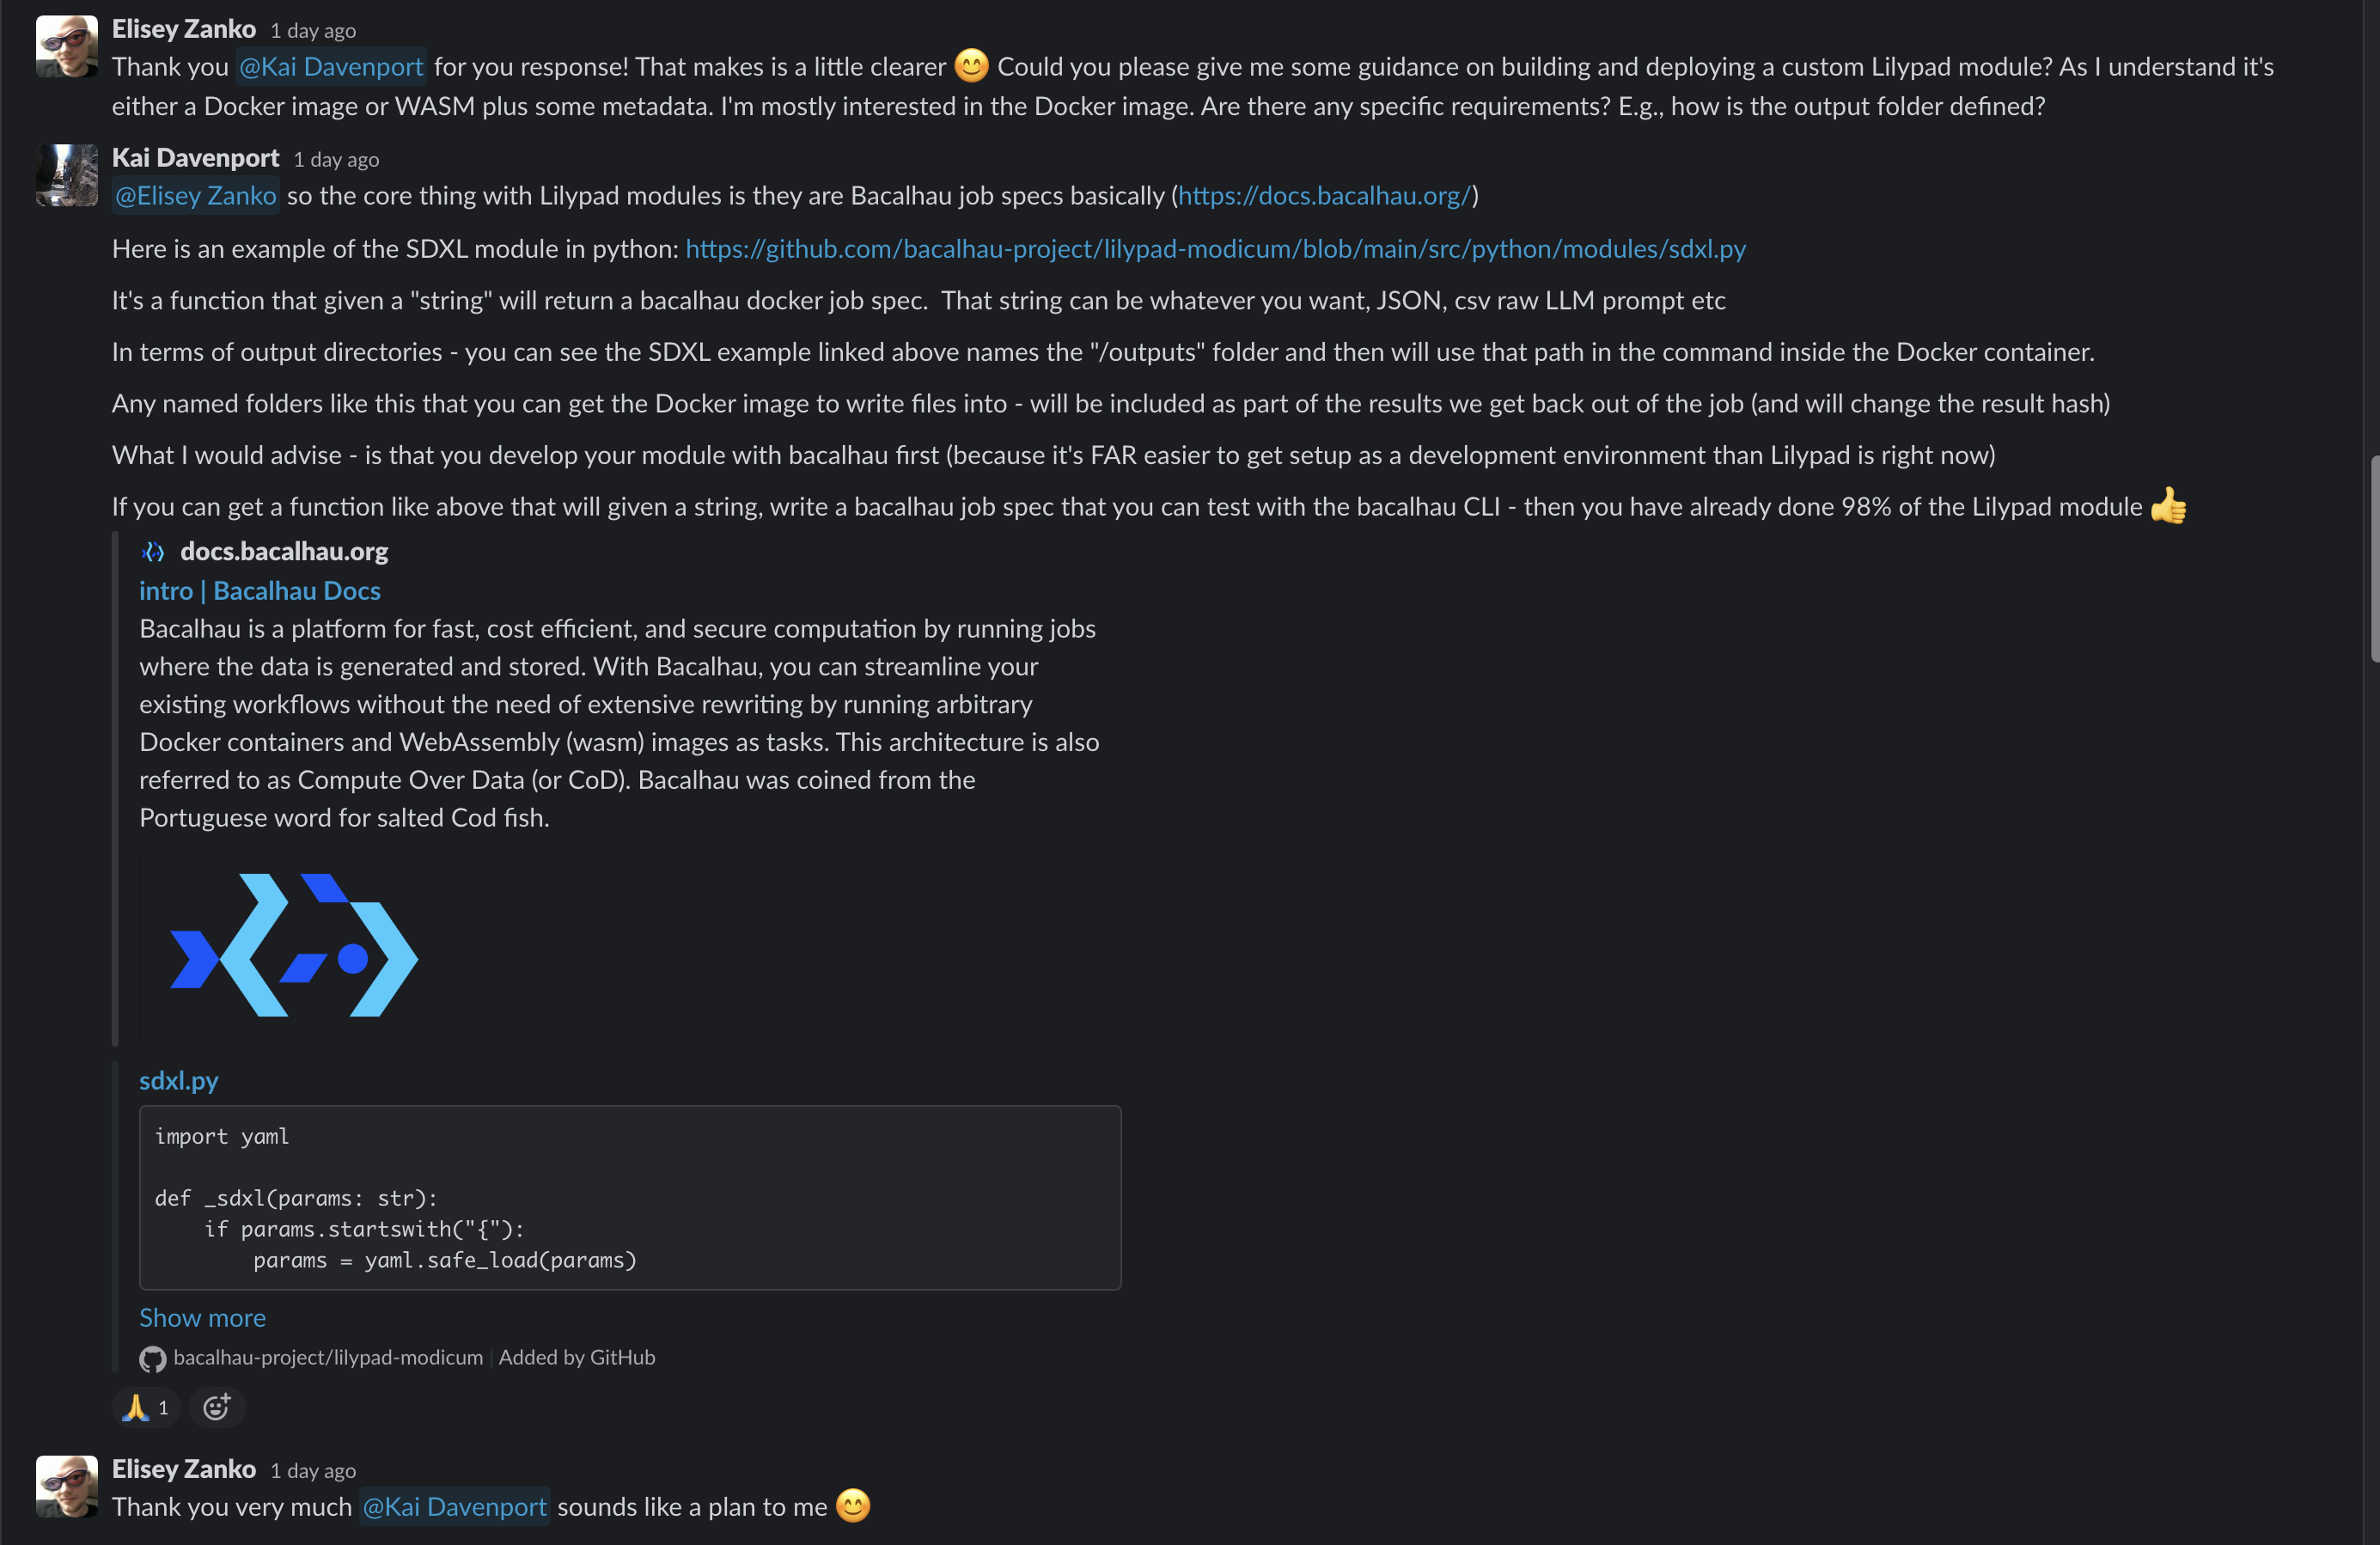 Elisey Zanko 1 day ago
Thank you @Kai Davenport for you response! That makes is a little clearer 😊 Could you please give me some guidance on building and deploying a custom Lilypad module? As I understand it's
either a Docker image or WASM plus some metadata. I'm mostly interested in the Docker image. Are there any specific requirements? E.g., how is the output folder defined?
Kai Davenport 1 day ago
@Elisey Zanko so the core thing with Lilypad modules is they are Bacalhau job specs basically (https://docs.bacalhau.org/)
Here is an example of the SDXL module in python: https://github.com/bacalhau-project/lilypad-modicum/blob/main/src/python/modules/sdxl.py
It's a function that given a "string" will return a bacalhau docker job spec.  That string can be whatever you want, JSON, csv raw LLM prompt etc
In terms of output directories - you can see the SDXL example linked above names the "/outputs" folder and then will use that path in the command inside the Docker container.
Any named folders like this that you can get the Docker image to write files into - will be included as part of the results we get back out of the job (and will change the result hash)
What I would advise - is that you develop your module with bacalhau first (because it's FAR easier to get setup as a development environment than Lilypad is right now)
If you can get a function like above that will given a string, write a bacalhau job spec that you can test with the bacalhau CLI - then you have already done 98% of the Lilypad module 👍
docs.bacalhau.org
intro | Bacalhau Docs
Bacalhau is a platform for fast, cost efficient, and secure computation by running jobs
where the data is generated and stored. With Bacalhau, you can streamline your
existing workflows without the need of extensive rewriting by running arbitrary
Docker containers and WebAssembly (wasm) images as tasks. This architecture is also
referred to as Compute Over Data (or CoD). Bacalhau was coined from the
Portuguese word for salted Cod fish.
sdxl.py
import yaml
def _sdxl(params: str):
    if params.startswith("{"):
        params = yaml.safe_load(params)
Show more
bacalhau-project/lilypad-modicum | Added by GitHub
🙏 1
Elisey Zanko 1 day ago
Thank you very much @Kai Davenport sounds like a plan to me 😊